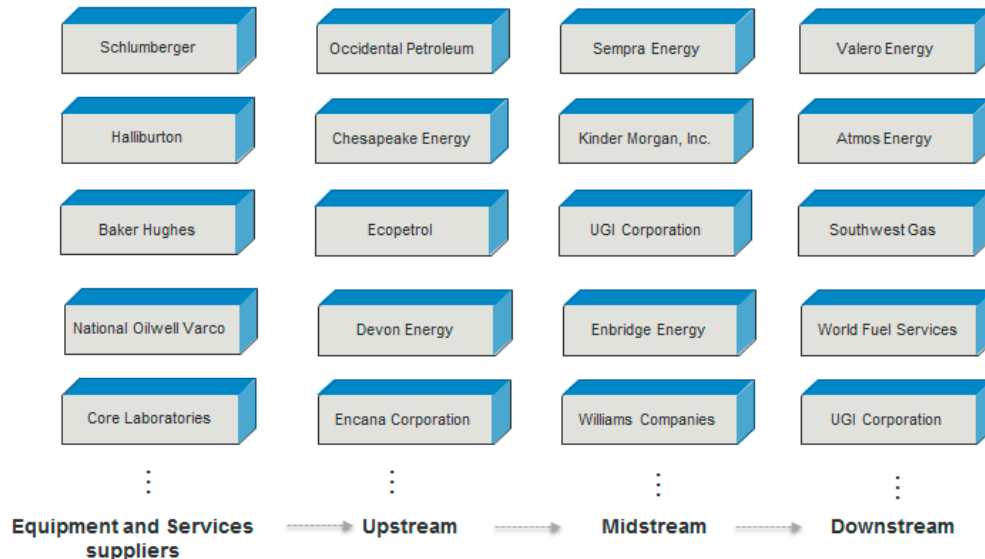 Schlumberger
Occidental Petroleum
Sempra Energy
Valero Energy
Halliburton
Chesapeake Energy
Kinder Morgan, Inc.
Atmos Energy
Baker Hughes
Ecopetrol
UGI Corporation
Southwest Gas
National Oilwell Varco
Devon Energy
Enbridge Energy
World Fuel Services
Core Laboratories
Encana Corporation
Williams Companies
UGI Corporation
Equipment and Services
suppliers
Upstream
Midstream
Downstream